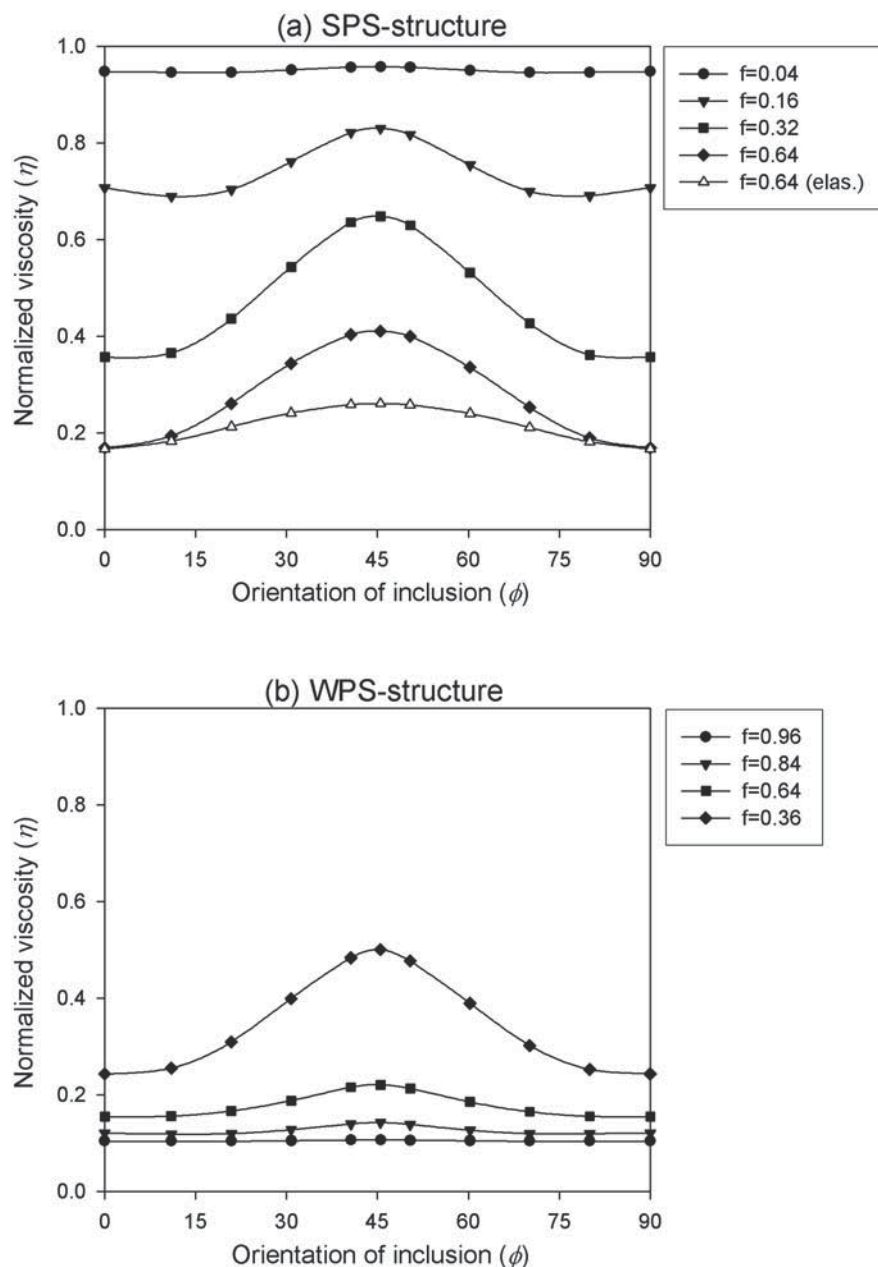 (a) SPS-structure
1.0
0.8
0.6
0.4
0.2
0.0
Normalized viscosity (η)
0 15 30 45 60 75 90
Orientation of inclusion (ϕ)
f=0.04
f=0.16
f=0.32
f=0.64
f=0.64 (elas.)
(b) WPS-structure
1.0
0.8
0.6
0.4
0.2
0.0
Normalized viscosity (η)
0 15 30 45 60 75 90
Orientation of inclusion (ϕ)
f=0.96
f=0.84
f=0.64
f=0.36